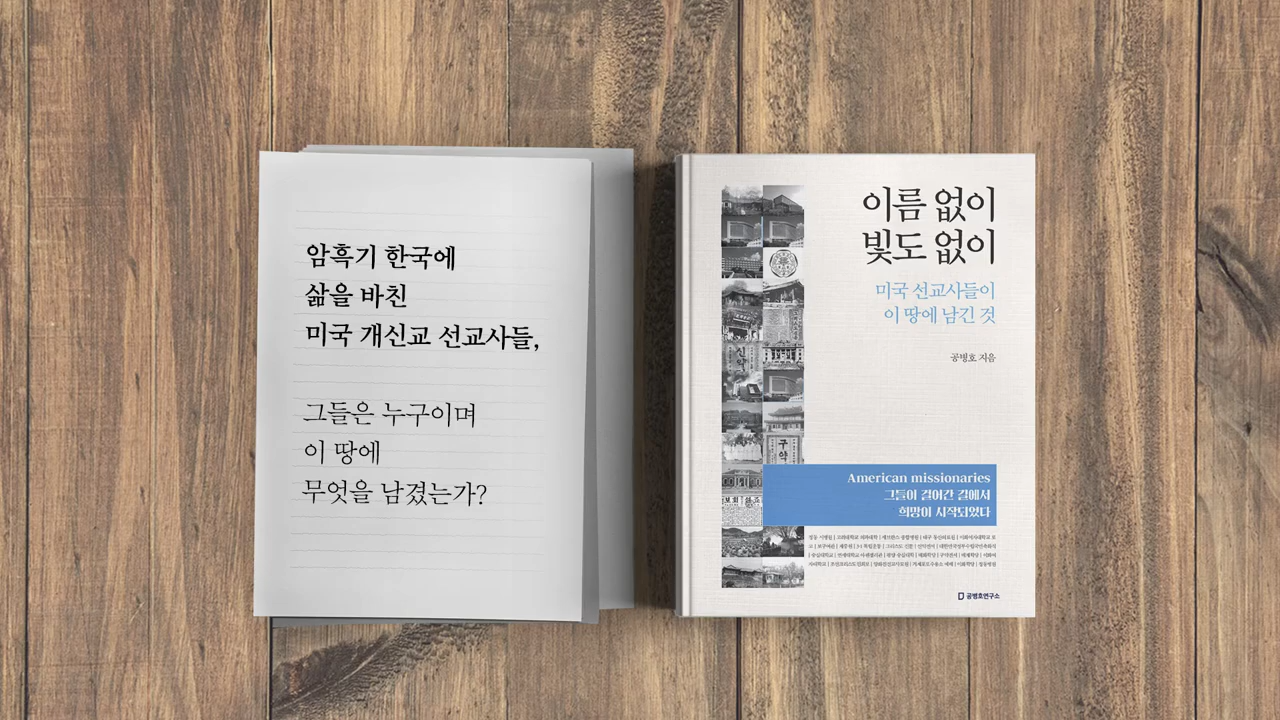 암흑기 한국에
삶을 바친
미국 개신교 선교사들,
그들은 누구이며
이 땅에
무엇을 남겼는가?
이름 없이
빛도 없이
미국 선교사들이
이 땅에 남긴 것
공병호 지음
구약
American missionaries
그들이 걸어간 길에서
희망이 시작되었다
공병호연구소